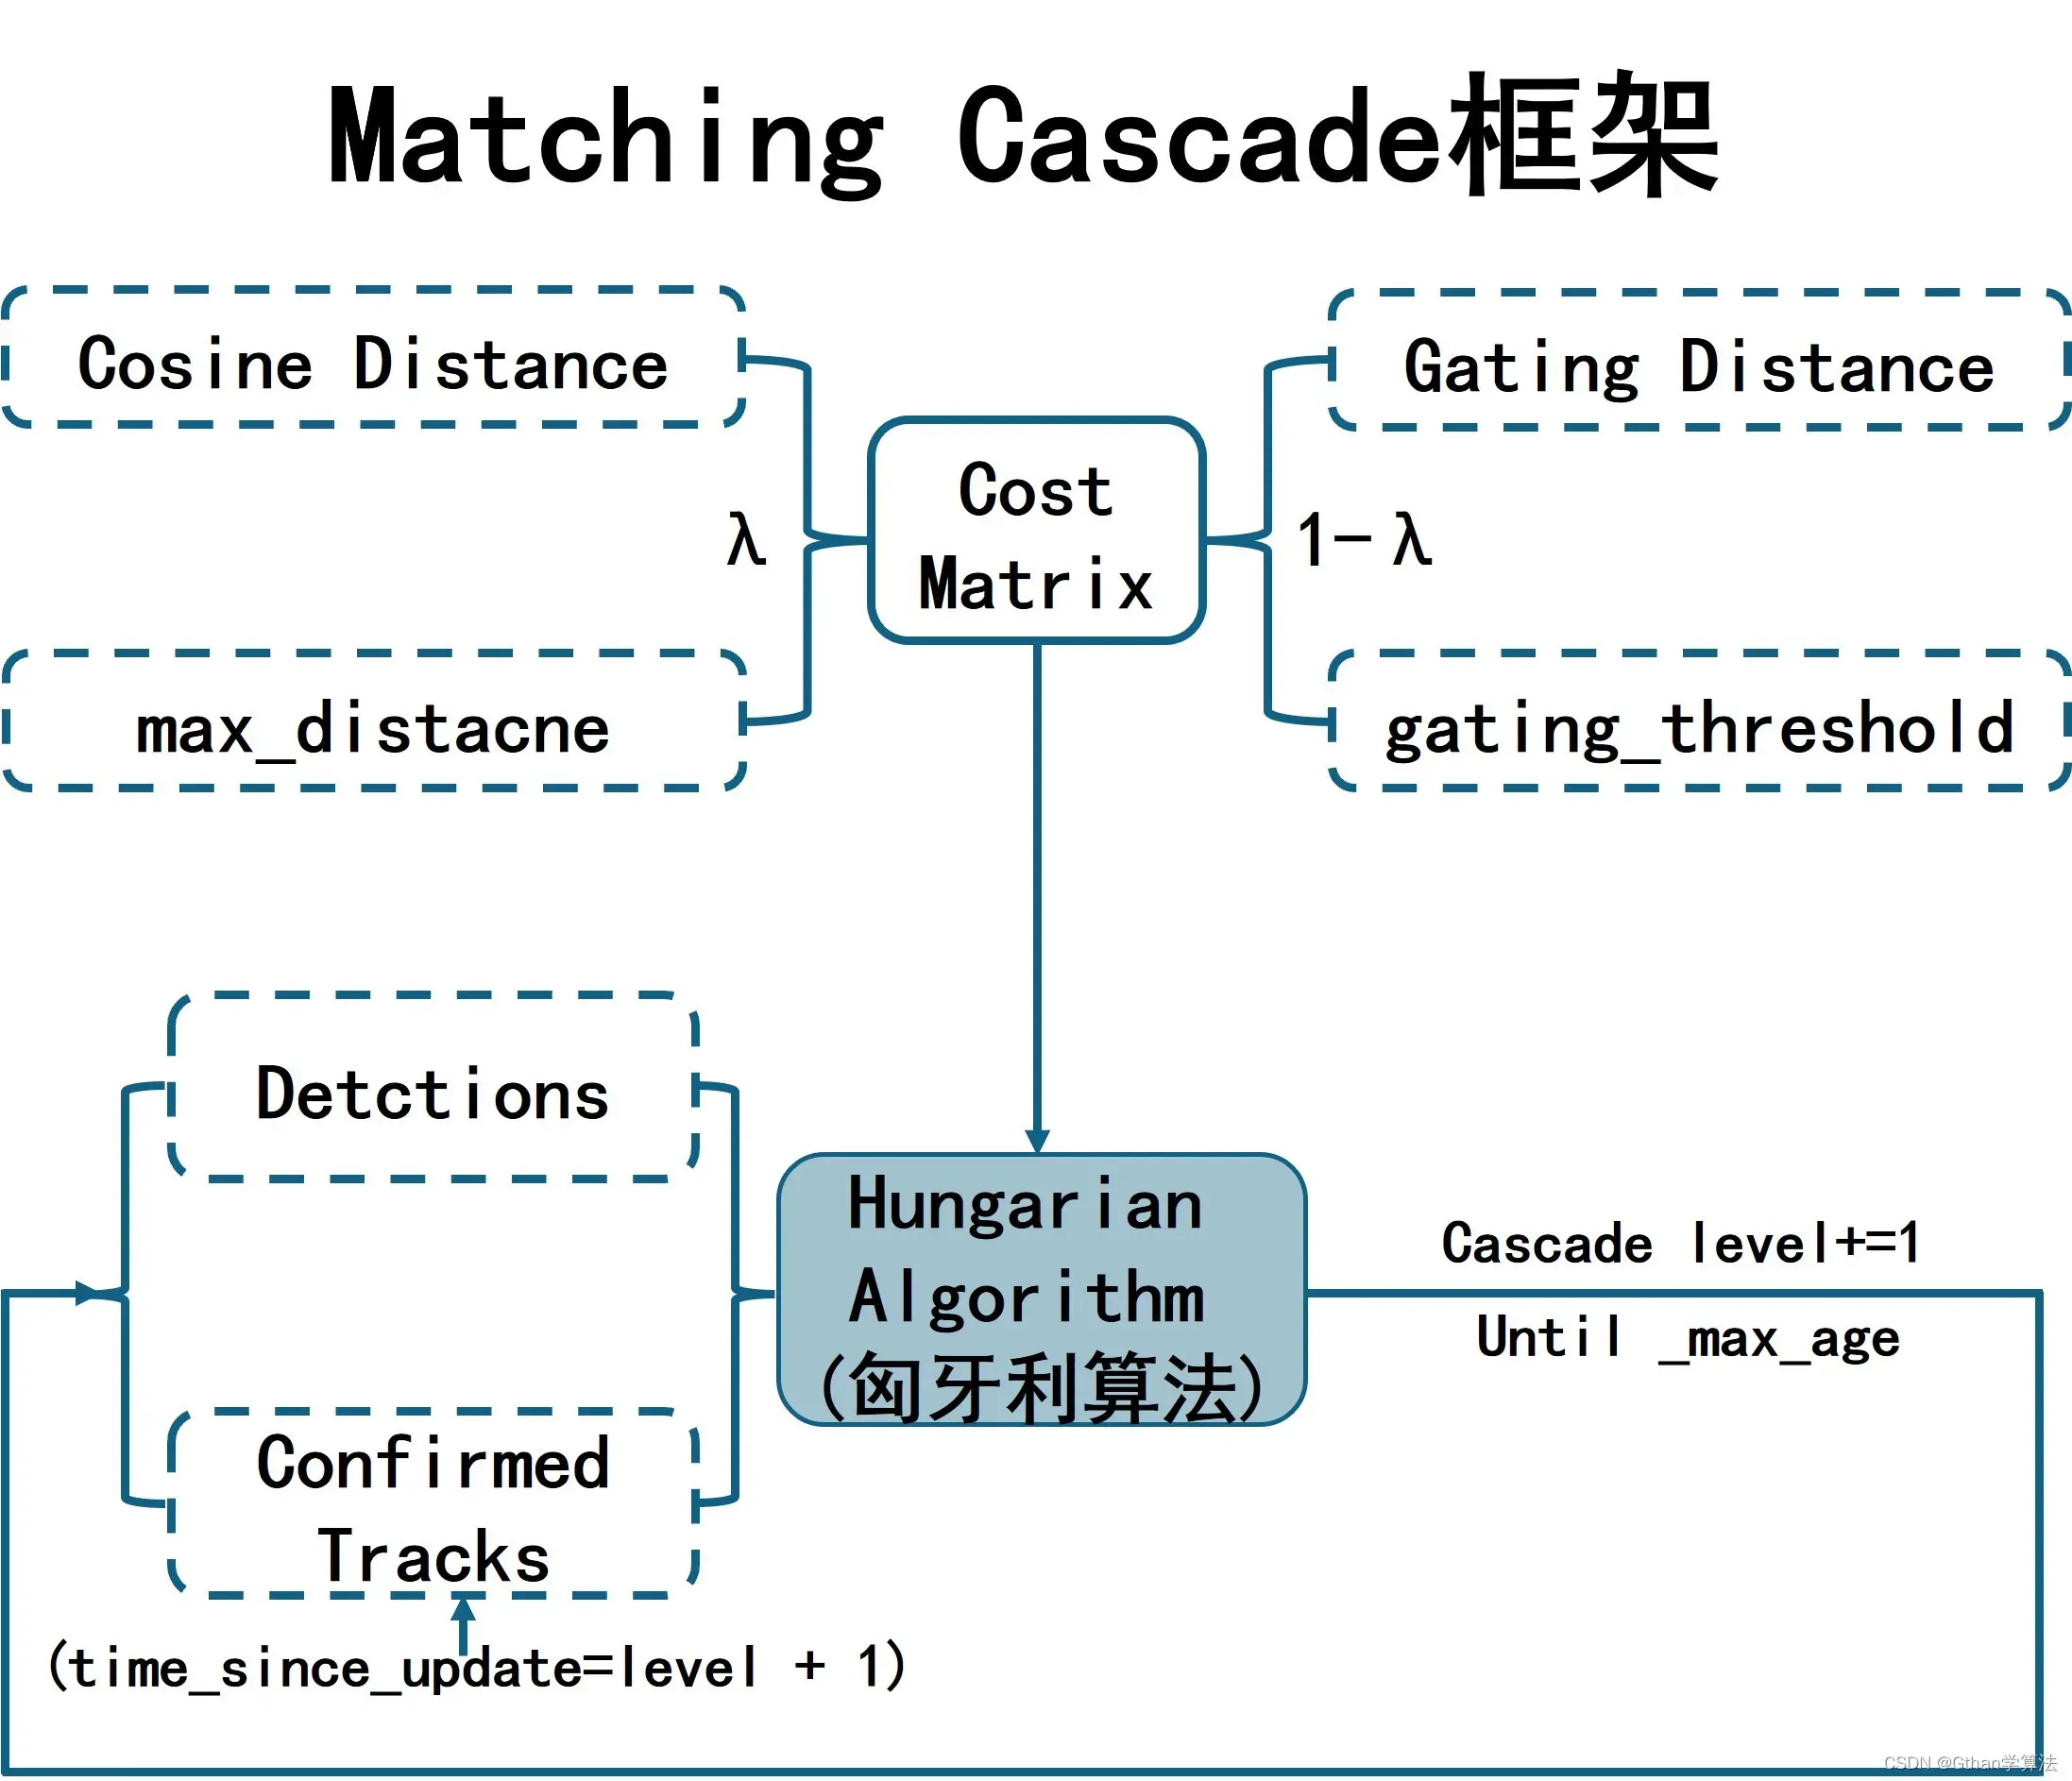 Matching Cascade框架
Cosine Distance
Gating Distance
Cost
Matrix
λ
1-λ
max_distacne
gating_threshold
Detctions
Hungarian
Algorithm
(匈牙利算法)
Cascade level+=1
Until _max_age
Confirmed
Tracks
(time_since_update=level + 1)
CSDN @Gthan学算法